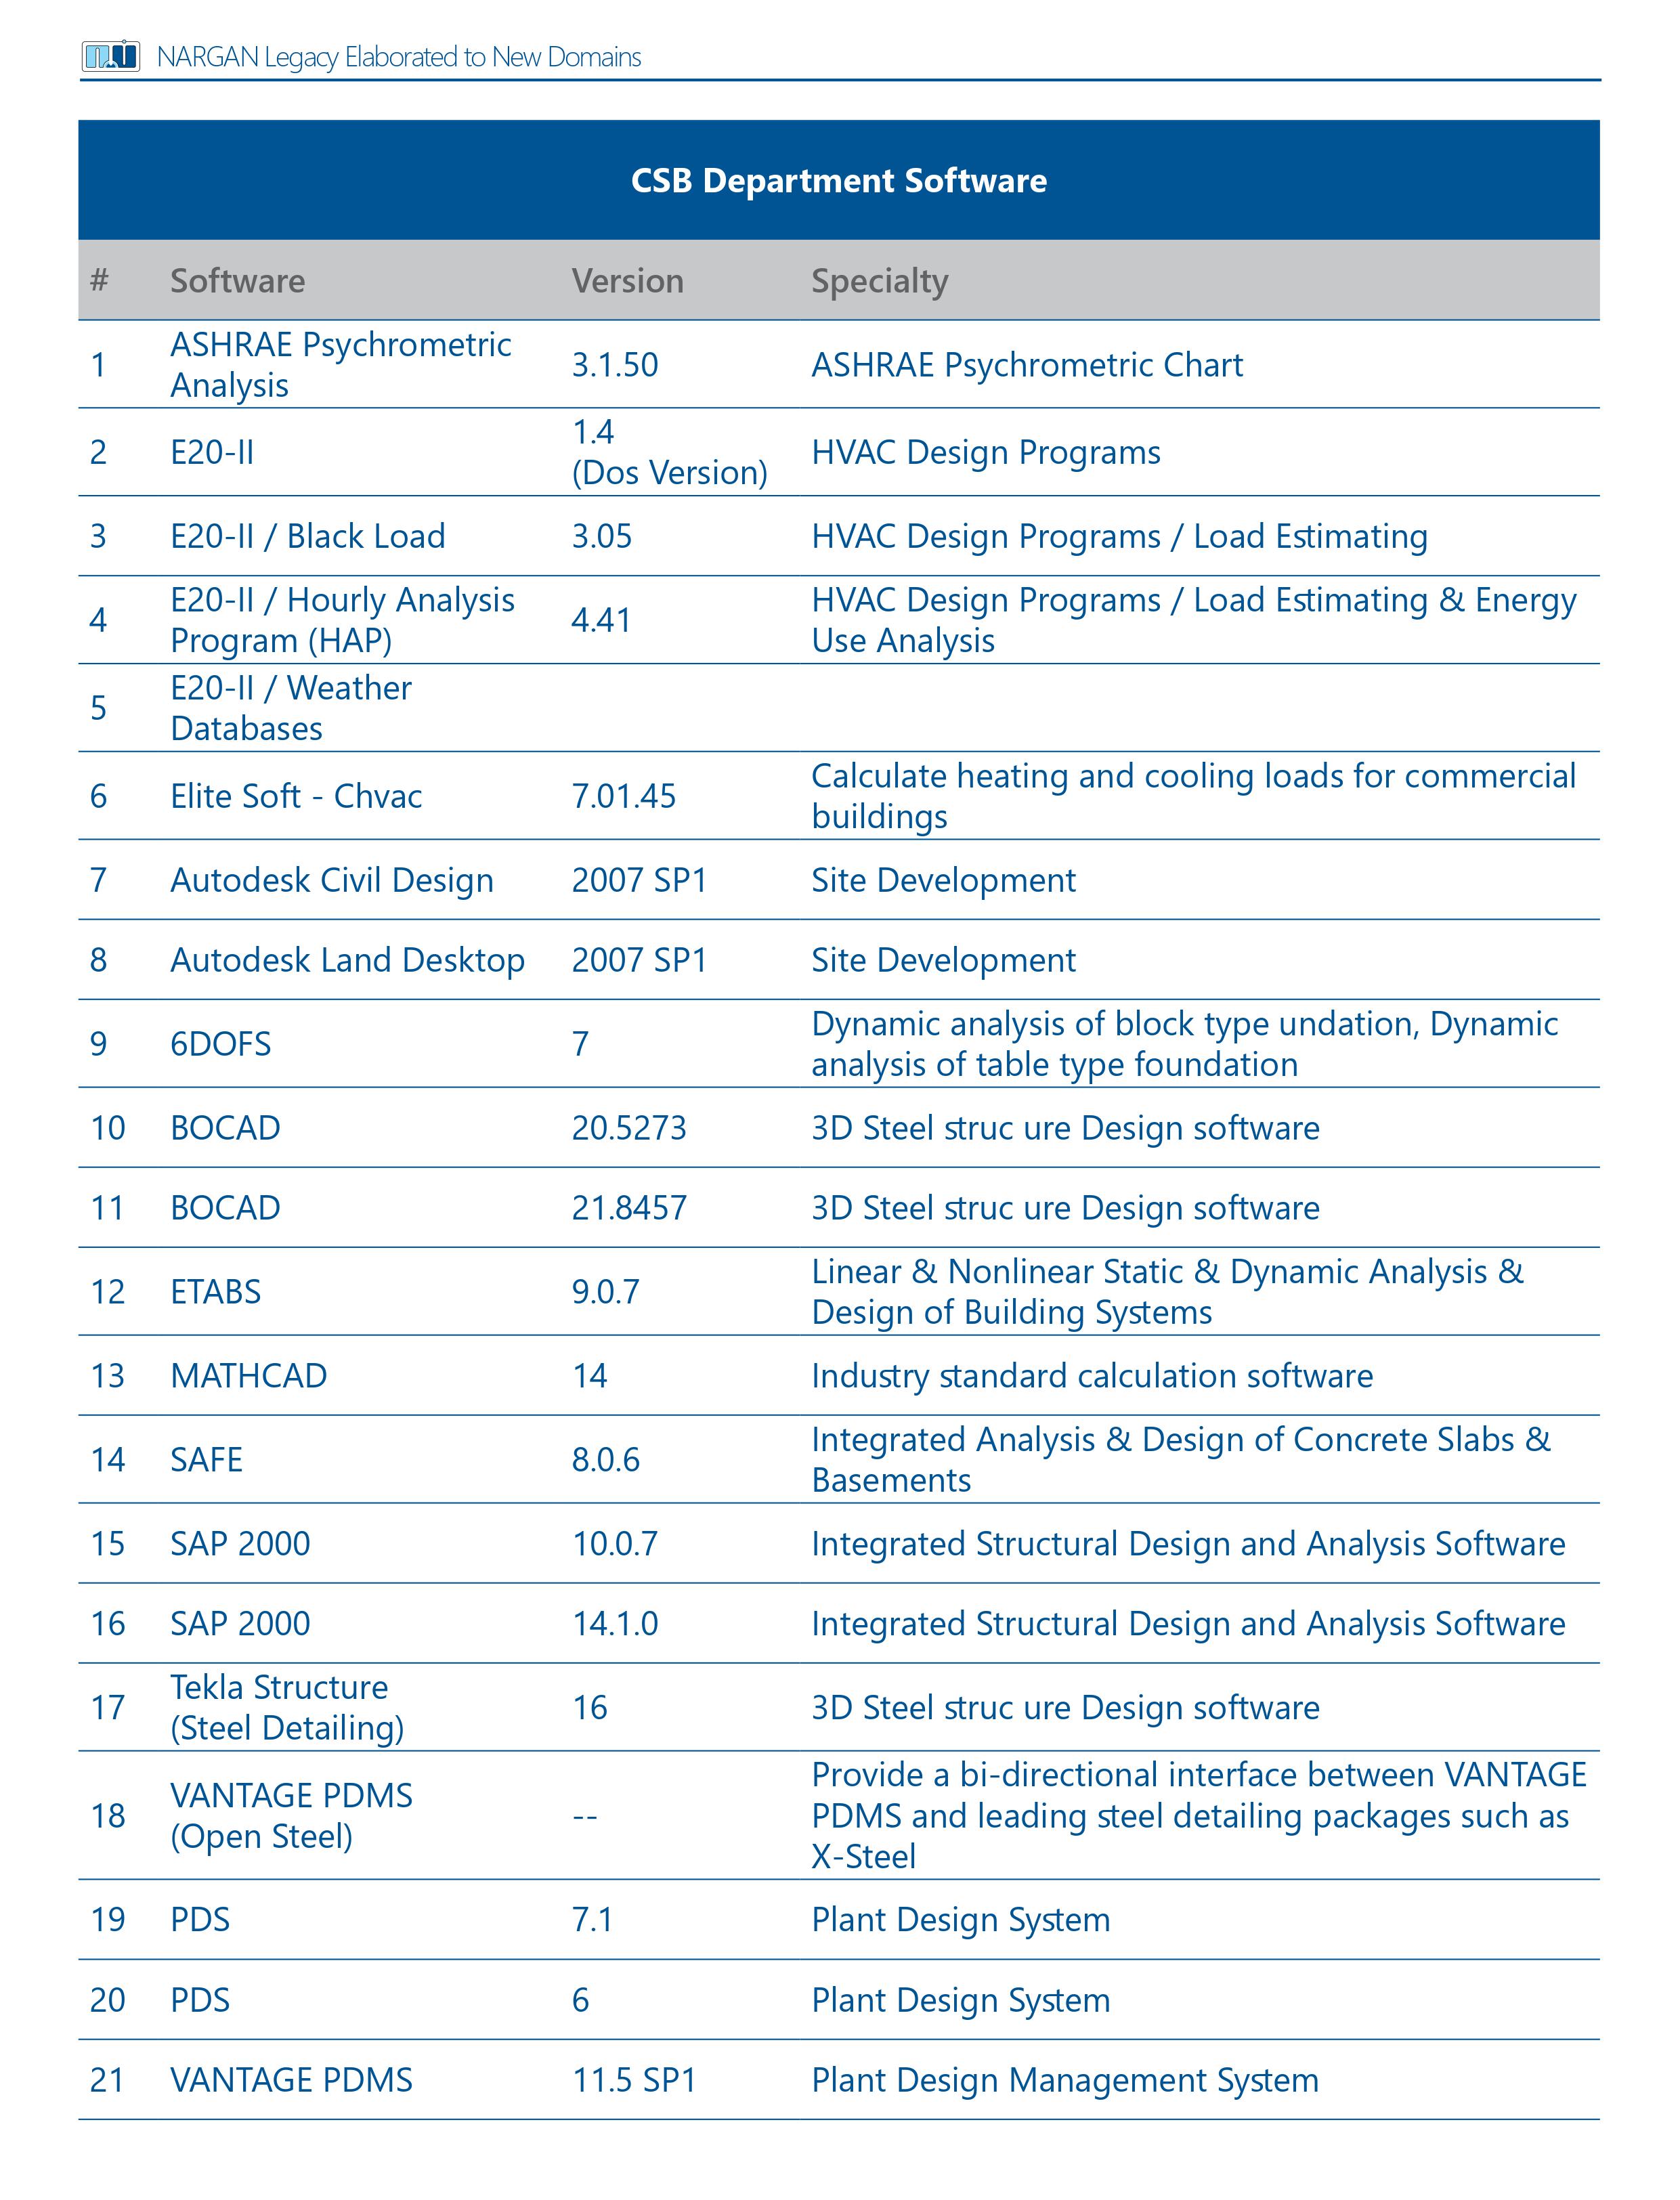 NARGAN Legacy Elaborated to New Domains
CSB Department Software
# Software Version Specialty
1 ASHRAE Psychrometric
Analysis 3.1.50 ASHRAE Psychrometric Chart
2 E20-II 1.4
(Dos Version) HVAC Design Programs
3 E20-II / Black Load 3.05 HVAC Design Programs / Load Estimating
4 E20-II / Hourly Analysis
Program (HAP) 4.41 HVAC Design Programs / Load Estimating & Energy
Use Analysis
5 E20-II / Weather
Databases
6 Elite Soft - Chvac 7.01.45 Calculate heating and cooling loads for commercial
buildings
7 Autodesk Civil Design 2007 SP1 Site Development
8 Autodesk Land Desktop 2007 SP1 Site Development
9 6DOFS 7 Dynamic analysis of block type undation, Dynamic
analysis of table type foundation
10 BOCAD 20.5273 3D Steel struc ure Design software
11 BOCAD 21.8457 3D Steel struc ure Design software
12 ETABS 9.0.7 Linear & Nonlinear Static & Dynamic Analysis &
Design of Building Systems
13 MATHCAD 14 Industry standard calculation software
14 SAFE 8.0.6 Integrated Analysis & Design of Concrete Slabs &
Basements
15 SAP 2000 10.0.7 Integrated Structural Design and Analysis Software
16 SAP 2000 14.1.0 Integrated Structural Design and Analysis Software
17 Tekla Structure
(Steel Detailing) 16 3D Steel struc ure Design software
18 VANTAGE PDMS
(Open Steel) -- Provide a bi-directional interface between VANTAGE
PDMS and leading steel detailing packages such as
X-Steel
19 PDS 7.1 Plant Design System
20 PDS 6 Plant Design System
21 VANTAGE PDMS 11.5 SP1 Plant Design Management System